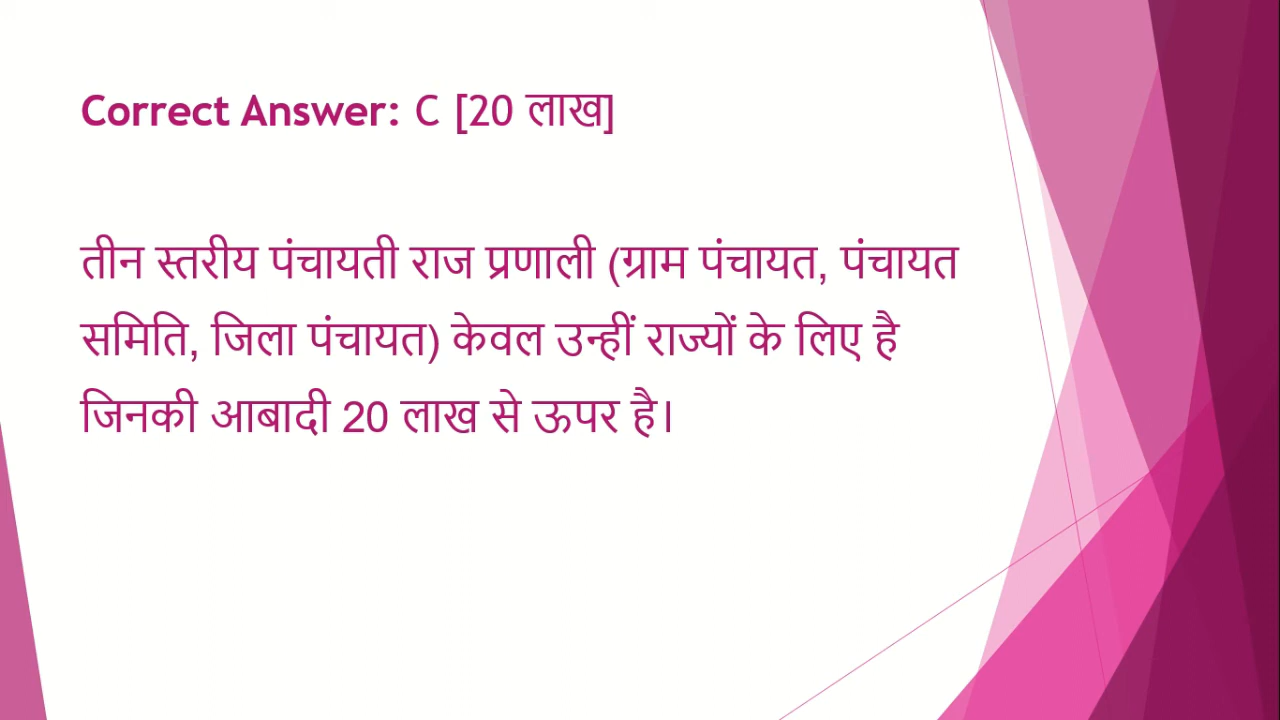 Correct Answer: C [20 लाख]
तीन स्तरीय पंचायती राज प्रणाली (ग्राम पंचायत, पंचायत
समिति, जिला पंचायत) केवल उन्हीं राज्यों के लिए है
जिनकी आबादी 20 लाख से ऊपर है।